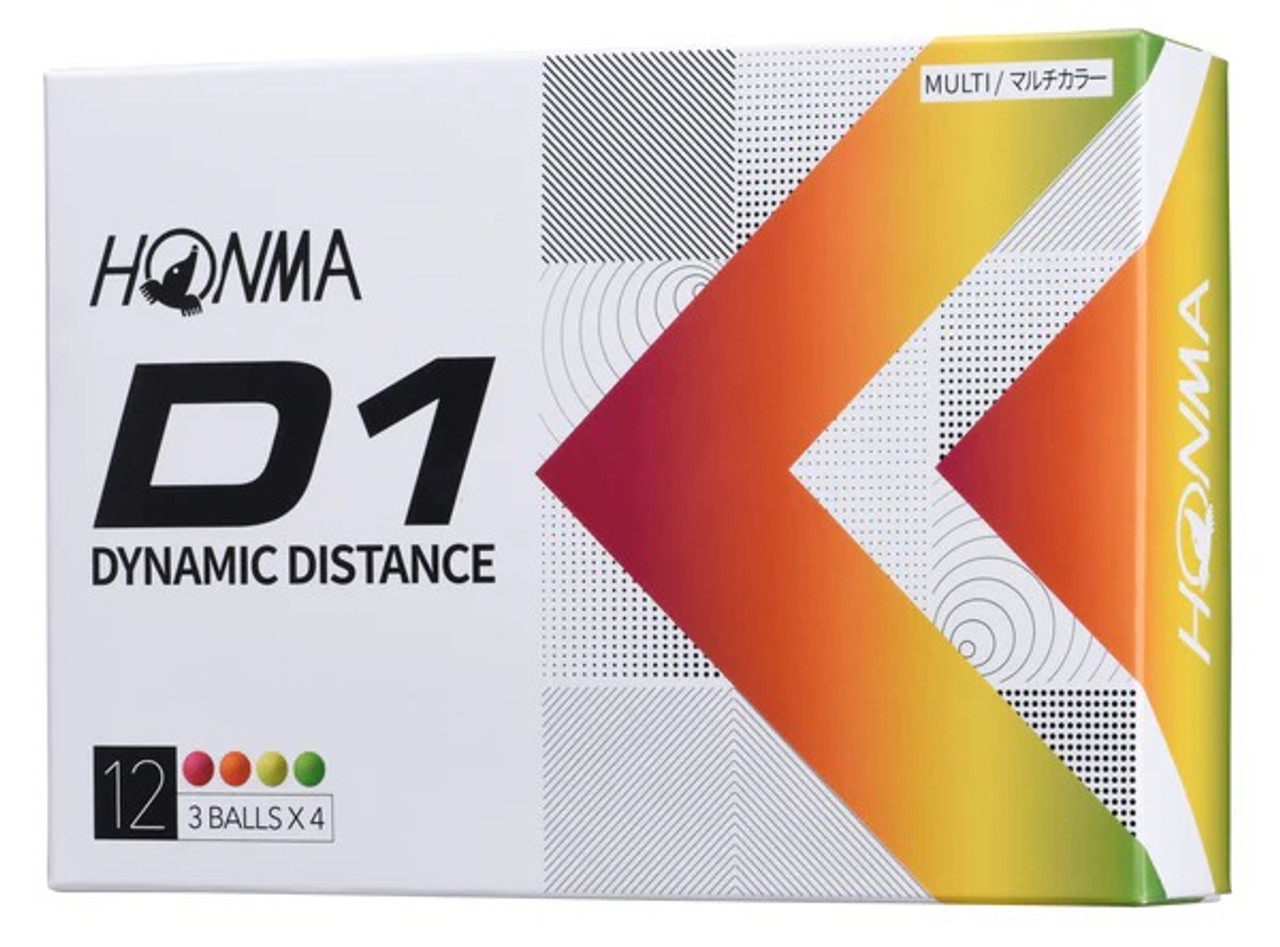 MULTI / マルチカラー
HONMA
D1
DYNAMIC DISTANCE
12
3 BALLS X 4
HONMA